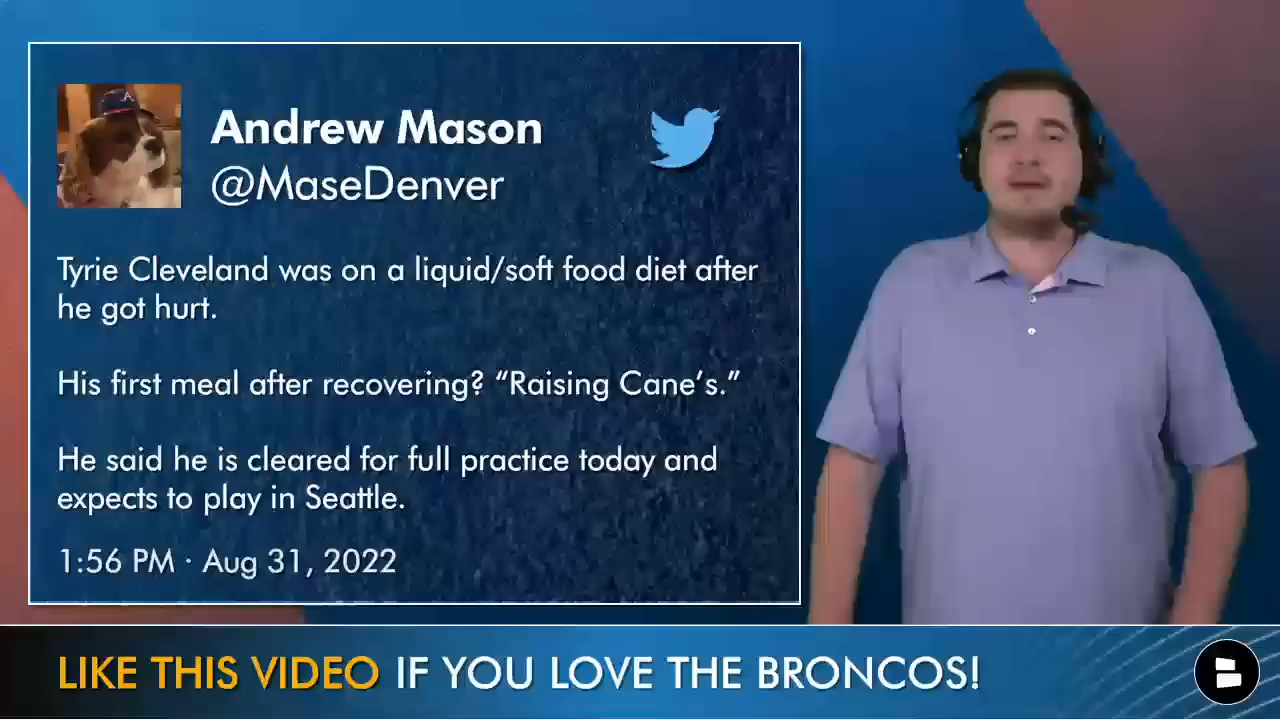 Andrew Mason
@MaseDenver
Tyrie Cleveland was on a liquid/soft food diet after
he got hurt.
His first meal after recovering? “Raising Cane’s.”
He said he is cleared for full practice today and
expects to play in Seattle.
1:56 PM · Aug 31, 2022
LIKE THIS VIDEO IF YOU LOVE THE BRONCOS!